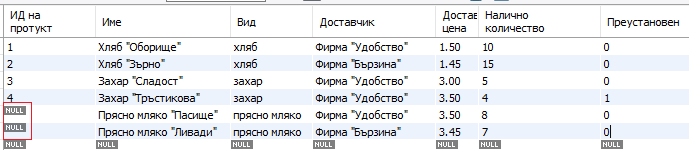 ИД на протукт Име Вид Доставчик Достав цена Налично количество Преустановен
1 Хляб "Оборище" хляб Фирма "Удобство" 1.50 10 0
2 Хляб "Зърно" хляб Фирма "Бързина" 1.45 15 0
3 Захар "Сладост" захар Фирма "Удобство" 3.00 5 0
4 Захар "Тръстикова" захар Фирма "Удобство" 3.50 4 1
NULL Прясно мляко "Пасище" прясно мляко Фирма "Удобство" 3.50 8 0
NULL Прясно мляко "Ливади" прясно мляко Фирма "Бързина" 3.45 7 0
NULL NULL NULL NULL NULL NULL NULL